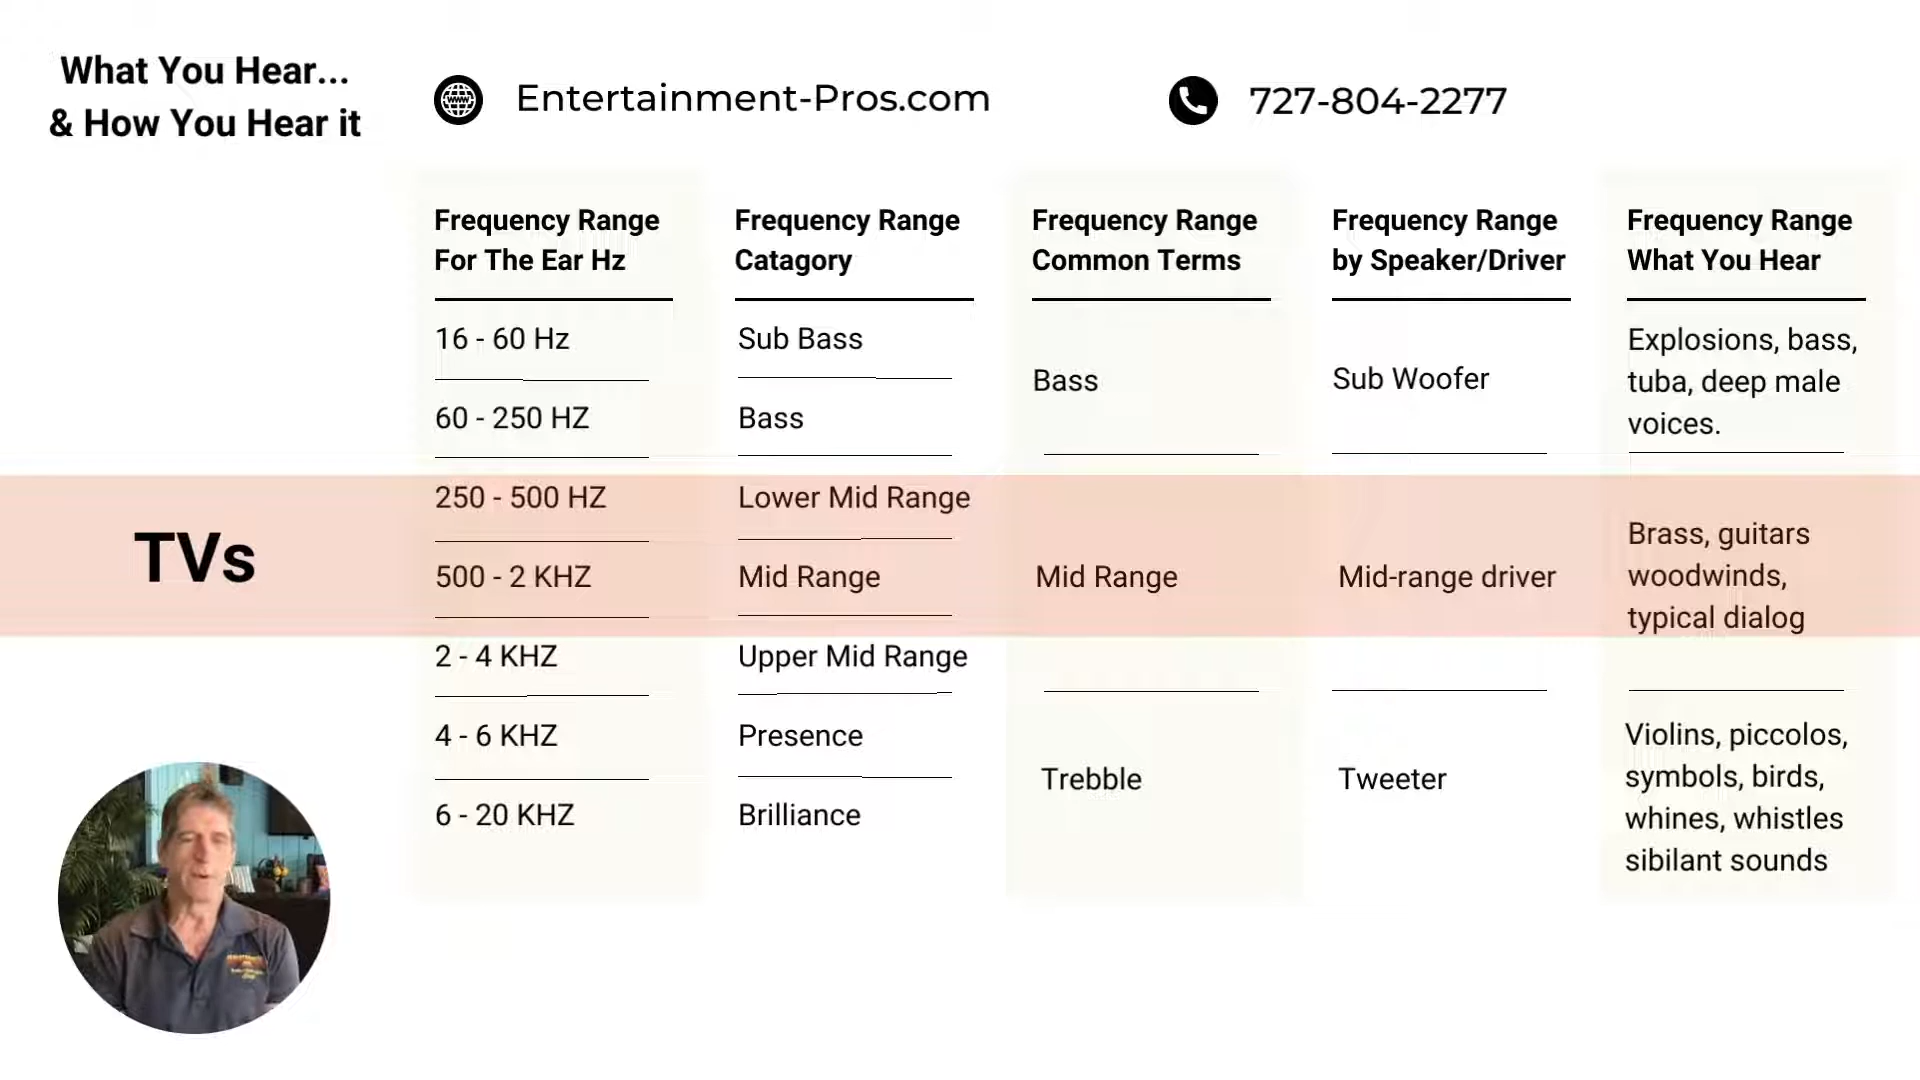 What You Hear...
& How You Hear it
Entertainment-Pros.com
727-804-2277
Frequency Range
For The Ear Hz
Frequency Range
Catagory
Frequency Range
Common Terms
Frequency Range
by Speaker/Driver
Frequency Range
What You Hear
16 - 60 Hz
Sub Bass
60 - 250 HZ
Bass
Bass
Sub Woofer
Explosions, bass,
tuba, deep male
voices.
TVs
250 - 500 HZ
Lower Mid Range
500 - 2 KHZ
Mid Range
Mid Range
Mid-range driver
Brass, guitars
woodwinds,
typical dialog
2 - 4 KHZ
Upper Mid Range
4 - 6 KHZ
Presence
6 - 20 KHZ
Brilliance
Trebble
Tweeter
Violins, piccolos,
symbols, birds,
whines, whistles
sibilant sounds